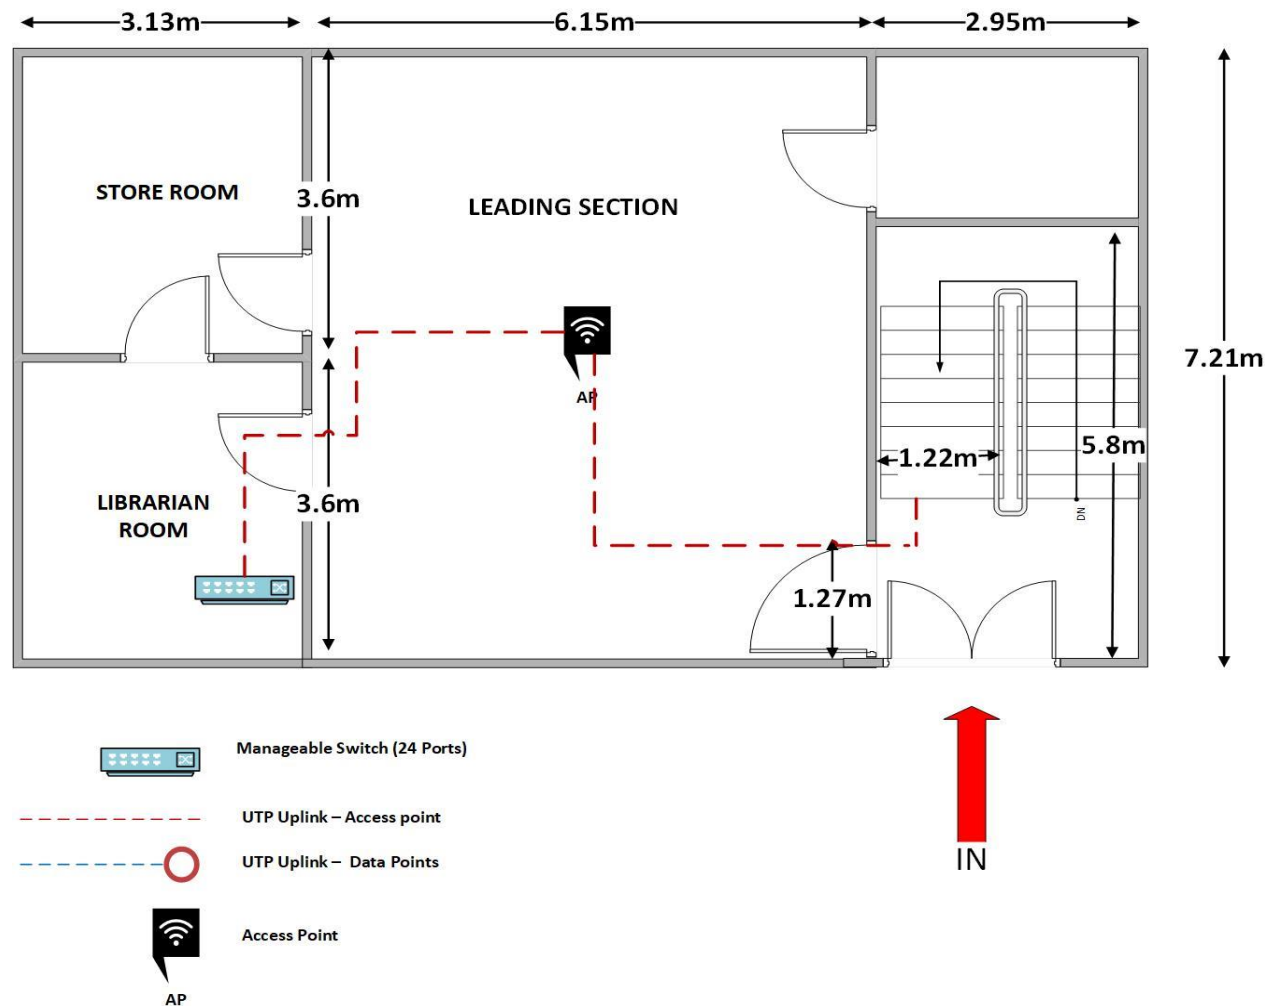 3.13m
6.15m
2.95m
STORE ROOM
3.6m
LEADING SECTION
7.21m
AP
5.8m
1.22m
LIBRARIAN
ROOM
3.6m
DN
1.27m
Manageable Switch (24 Ports)
UTP Uplink – Access point
UTP Uplink – Data Points
IN
Access Point
AP